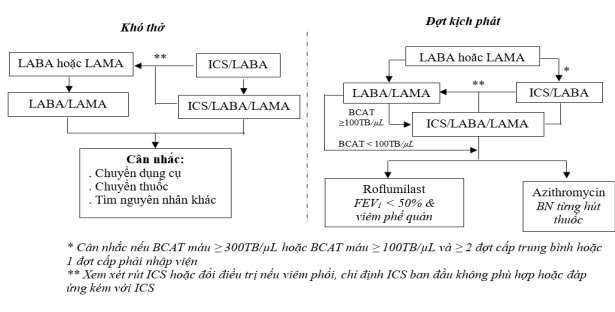 Khó thở
LABA hoặc LAMA
**
ICS/LABA
LABA/LAMA
ICS/LABA/LAMA
Cân nhắc:
. Chuyển dụng cụ
. Chuyển thuốc
. Tìm nguyên nhân khác
Đợt kịch phát
LABA hoặc LAMA
*
LABA/LAMA
**
ICS/LABA
BCAT
≥100TB/µL
ICS/LABA/LAMA
BCAT < 100TB/µL
Roflumilast
FEV₁ < 50% &
viêm phế quản
Azithromycin
BN từng hút
thuốc
* Cân nhắc nếu BCAT máu ≥ 300TB/µL hoặc BCAT máu ≥ 100TB/µL và ≥ 2 đợt cấp trung bình hoặc
1 đợt cấp phải nhập viện
** Xem xét rút ICS hoặc đổi điều trị nếu viêm phổi, chỉ định ICS ban đầu không phù hợp hoặc đáp
ứng kém với ICS